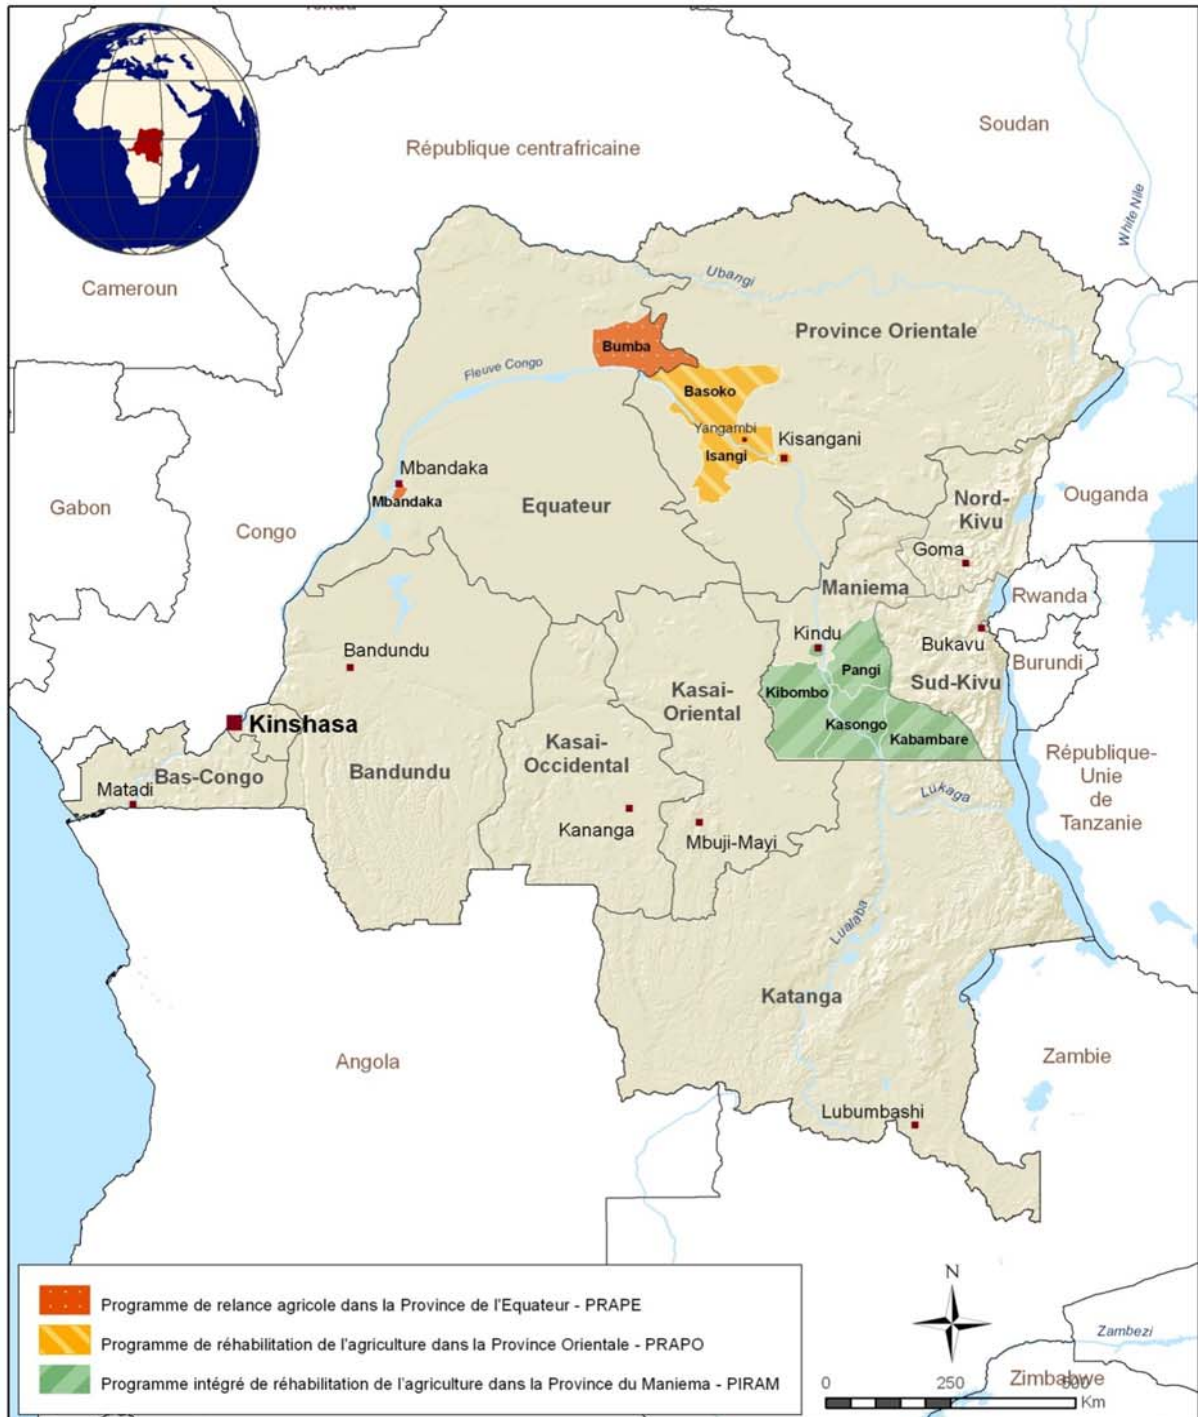 République centrafricaine
Soudan
White Nile
Cameroun
Ubangi
Province Orientale
Bumba
Fleuve Congo
Basoko
Yangambi
Kisangani
Isangi
Mbandaka
Mbandaka
Equateur
Nord-
Kivu
Ouganda
Gabon
Congo
Goma
Maniema
Rwanda
Kindu
Bukavu
Bandundu
Pangi
Burundi
Sud-Kivu
Kibombo
Kasai-
Oriental
Kinshasa
Kasongo
Kabambare
Kasai-
Occidental
République-
Unie
de
Tanzanie
Bas-Congo
Bandundu
Matadi
Lukaga
Kananga
Mbuji-Mayi
Lualaba
Katanga
Angola
Zambie
Lubumbashi
N
Programme de relance agricole dans la Province de l'Equateur - PRAPE
Programme de réhabilitation de l'agriculture dans la Province Orientale - PRAPO
Programme intégré de réhabilitation de l'agriculture dans la Province du Maniema - PIRAM
Zambezi
Zimbabwe
0 250 500
Km